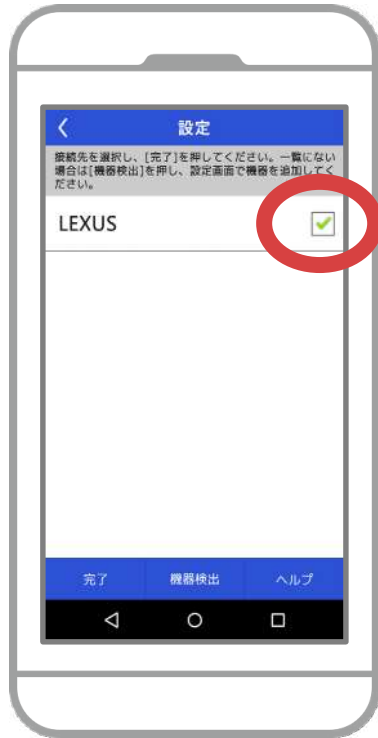 設定
接続先を選択し、[完了]を押してください。一覧にない
場合は[機器検出]を押し、設定画面で機器を追加してく
ださい。
LEXUS
完了 機器検出 ヘルプ